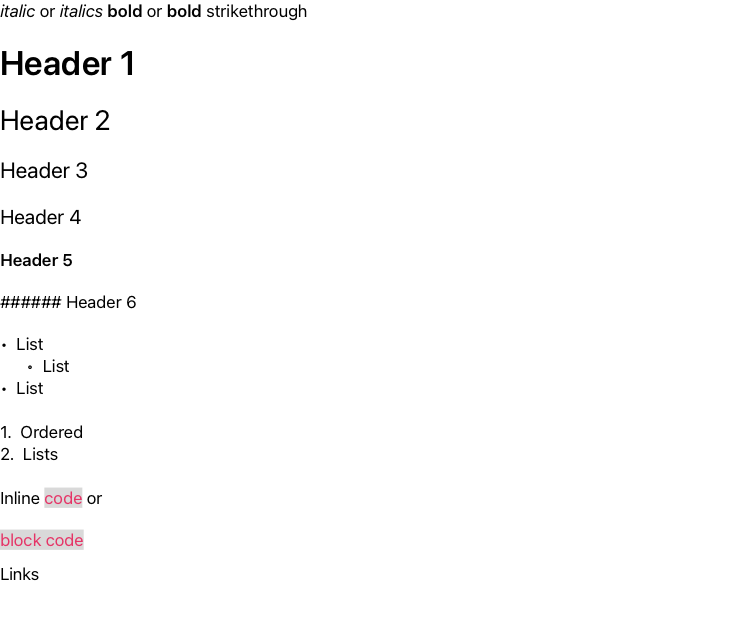 italic or italics bold or bold strikethrough
Header 1
Header 2
Header 3
Header 4
Header 5
###### Header 6
• List
◦ List
• List
1. Ordered
2. Lists
Inline code or
block code
Links